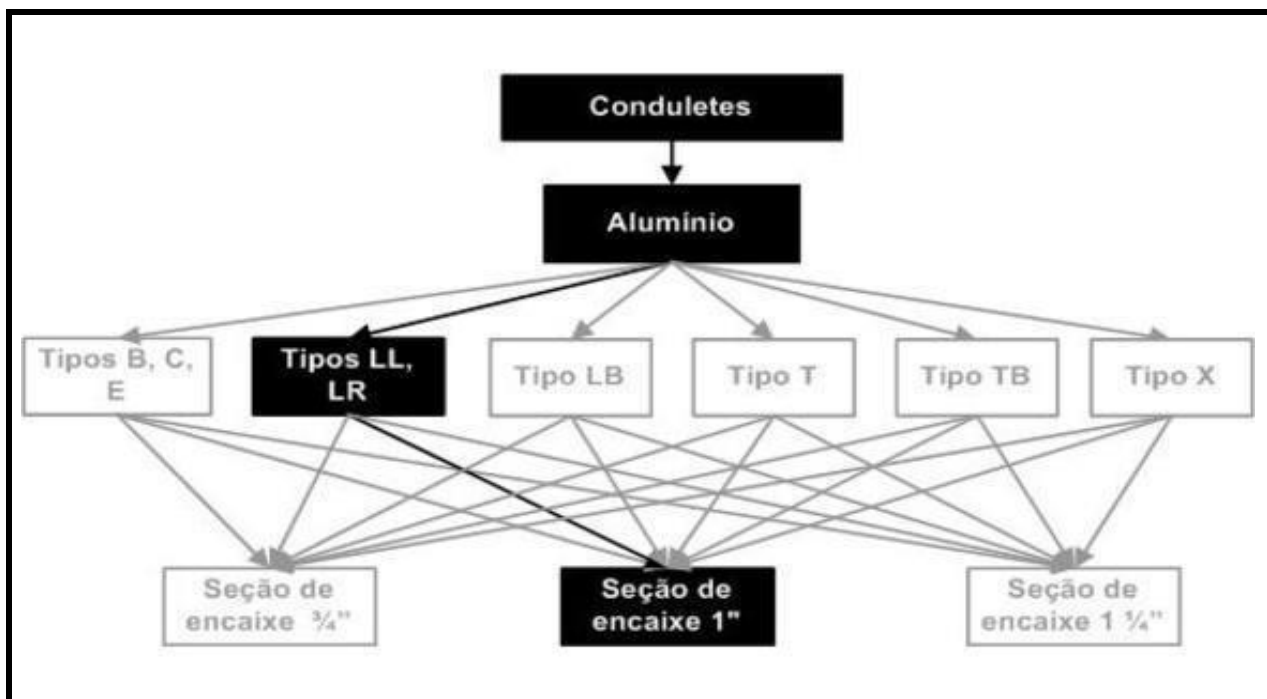 Conduletes
Alumínio
Tipos B, C,
E
Tipos LL,
LR
Tipo LB
Tipo T
Tipo TB
Tipo X
Seção de
encaixe ¾"
Seção de
encaixe 1"
Seção de
encaixe 1 ¼"